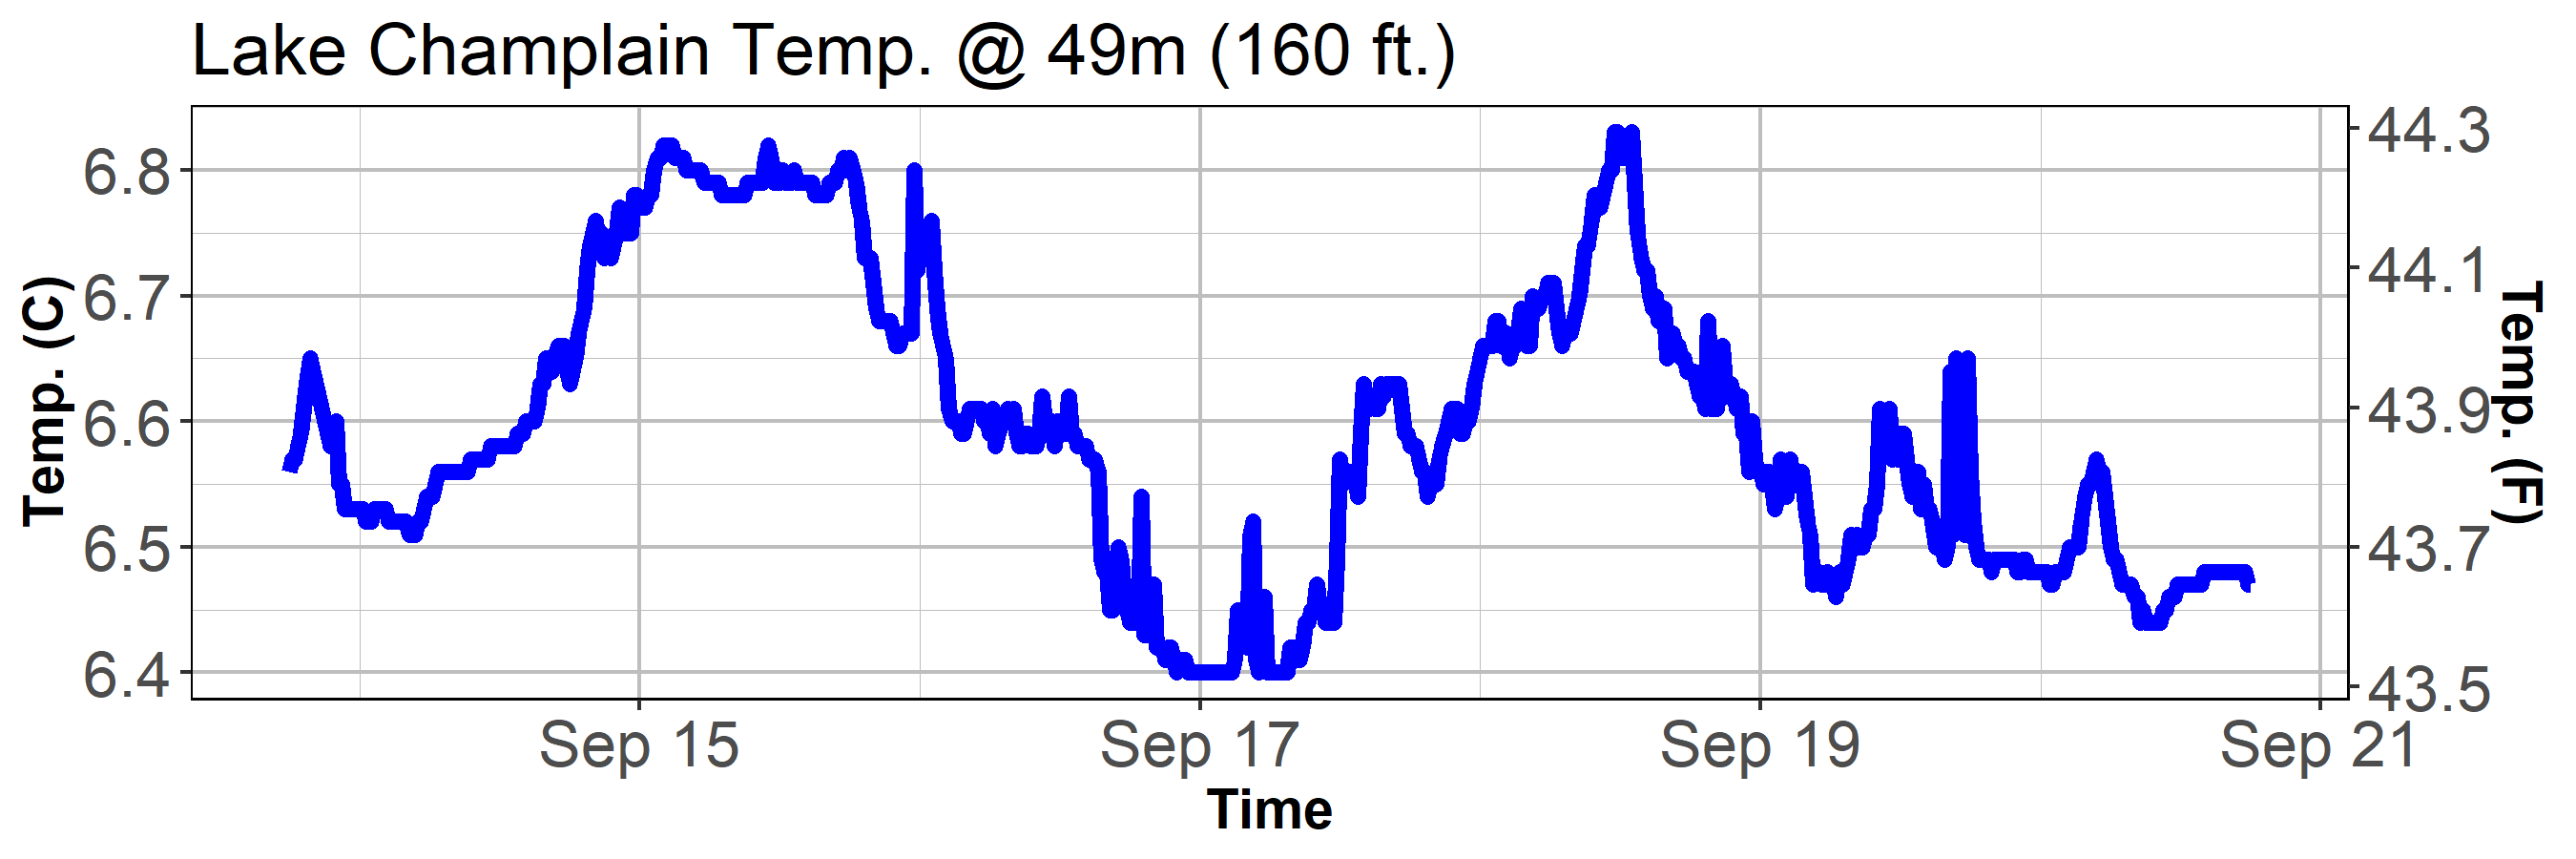 Lake Champlain Temp. @ 49m (160 ft.)
Temp. (C)
6.8
6.7
6.6
6.5
6.4
44.3
44.1
43.9
43.7
43.5
Temp. (F)
Sep 15 Sep 17 Sep 19 Sep 21
Time